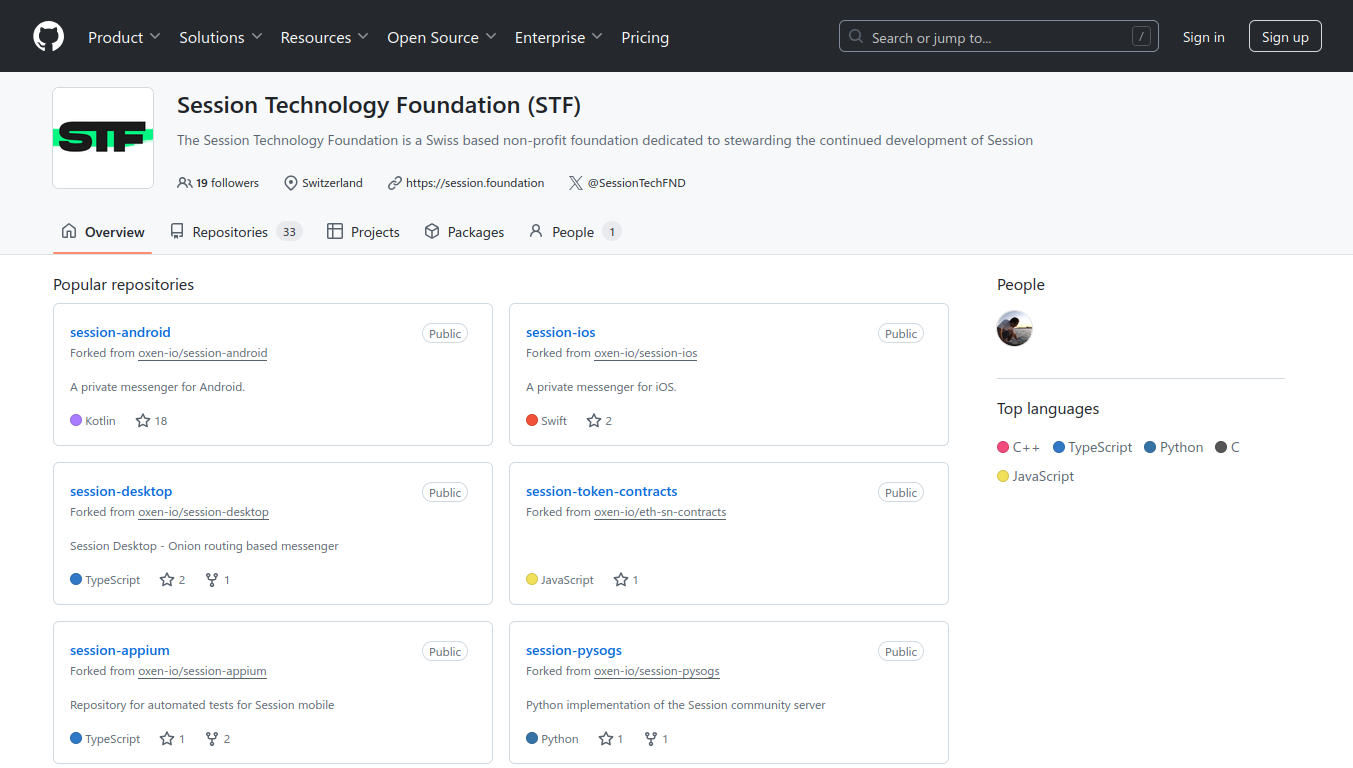 Product Solutions Resources Open Source Enterprise Pricing Search or jump to... / Sign in Sign up
STF
Session Technology Foundation (STF)
The Session Technology Foundation is a Swiss based non-profit foundation dedicated to stewarding the continued development of Session
19 followers Switzerland https://session.foundation @SessionTechFND
Overview Repositories 33 Projects Packages People 1
Popular repositories
session-android Public
Forked from oxen-io/session-android
A private messenger for Android.
Kotlin 18
session-ios Public
Forked from oxen-io/session-ios
A private messenger for iOS.
Swift 2
session-desktop Public
Forked from oxen-io/session-desktop
Session Desktop - Onion routing based messenger
TypeScript 2 1
session-token-contracts Public
Forked from oxen-io/eth-sn-contracts
JavaScript 1
session-appium Public
Forked from oxen-io/session-appium
Repository for automated tests for Session mobile
TypeScript 1 2
session-pysogs Public
Forked from oxen-io/session-pysogs
Python implementation of the Session community server
Python 1 1
People
Top languages
C++ TypeScript Python C
JavaScript